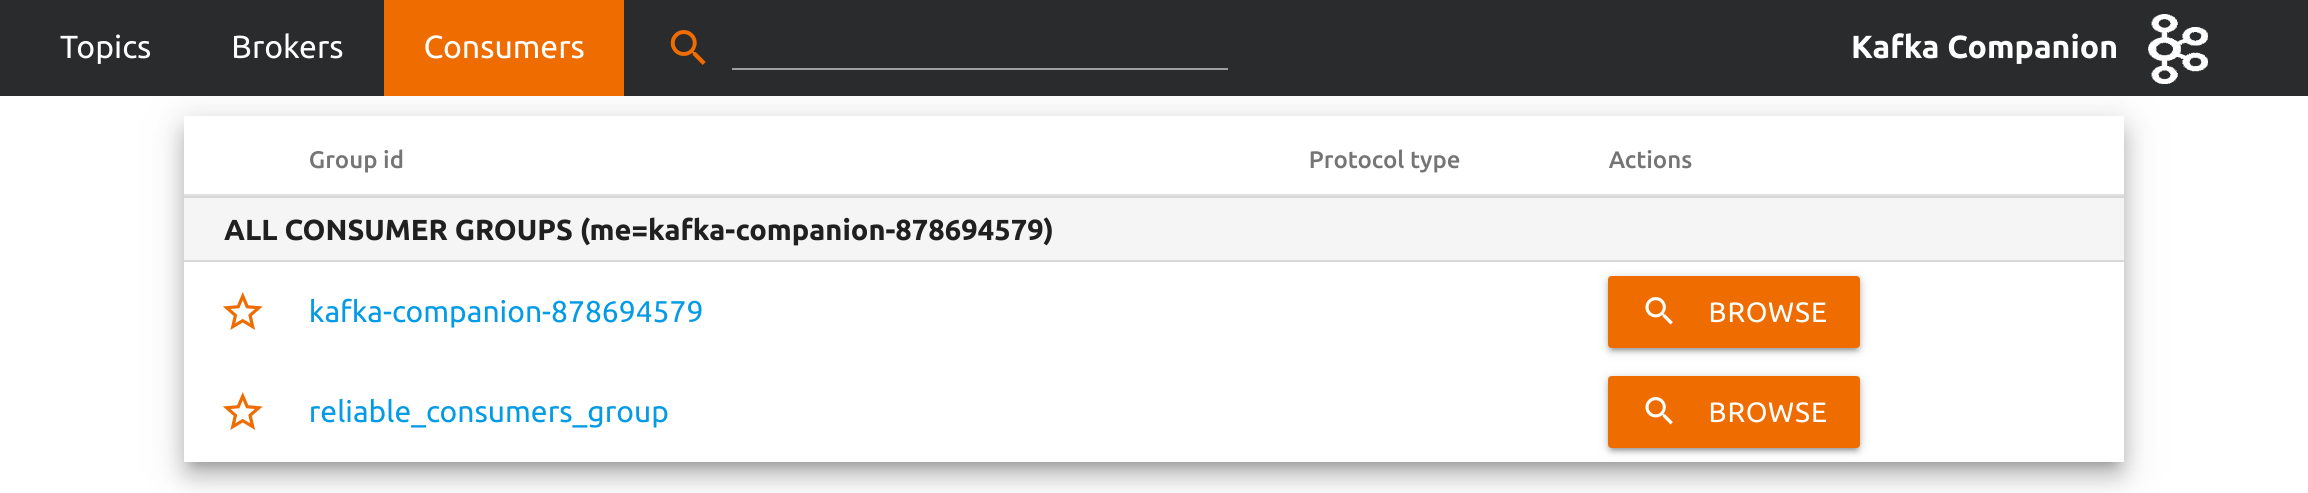 Topics Brokers Consumers Kafka Companion
Group id Protocol type Actions
ALL CONSUMER GROUPS (me=kafka-companion-878694579)
kafka-companion-878694579 BROWSE
reliable_consumers_group BROWSE